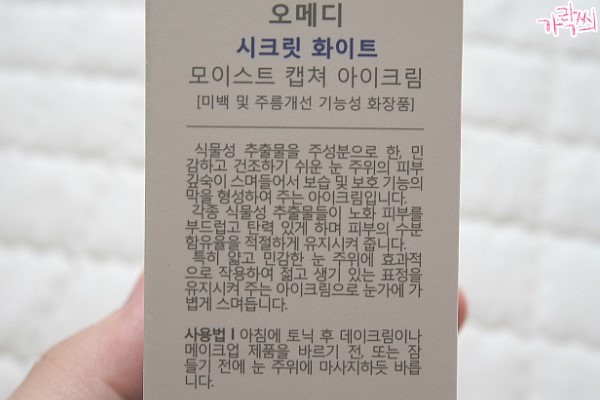 가락씨
오메디
시크릿 화이트
모이스트 캡쳐 아이크림
[미백 및 주름개선 기능성 화장품]
식물성 추출물을 주성분으로 한, 민
감하고 건조하기 쉬운 눈 주위의 피부
깊숙이 스며들어서 보습 및 보호 기능의
막을 형성하여 주는 아이크림입니다.
각종 식물성 추출물들이 노화 피부를
부드럽고 탄력 있게 하며 피부의 수분
함유율을 적절하게 유지시켜 줍니다.
특히 얇고 민감한 눈 주위에 효과적
으로 작용하여 젊고 생기 있는 표정을
유지시켜 주는 아이크림으로 눈가에 가
볍게 스며듭니다.
사용법 | 아침에 토닉 후 데이크림이나
메이크업 제품을 바르기 전, 또는 잠
들기 전에 눈 주위에 마사지하듯 바릅
니다.